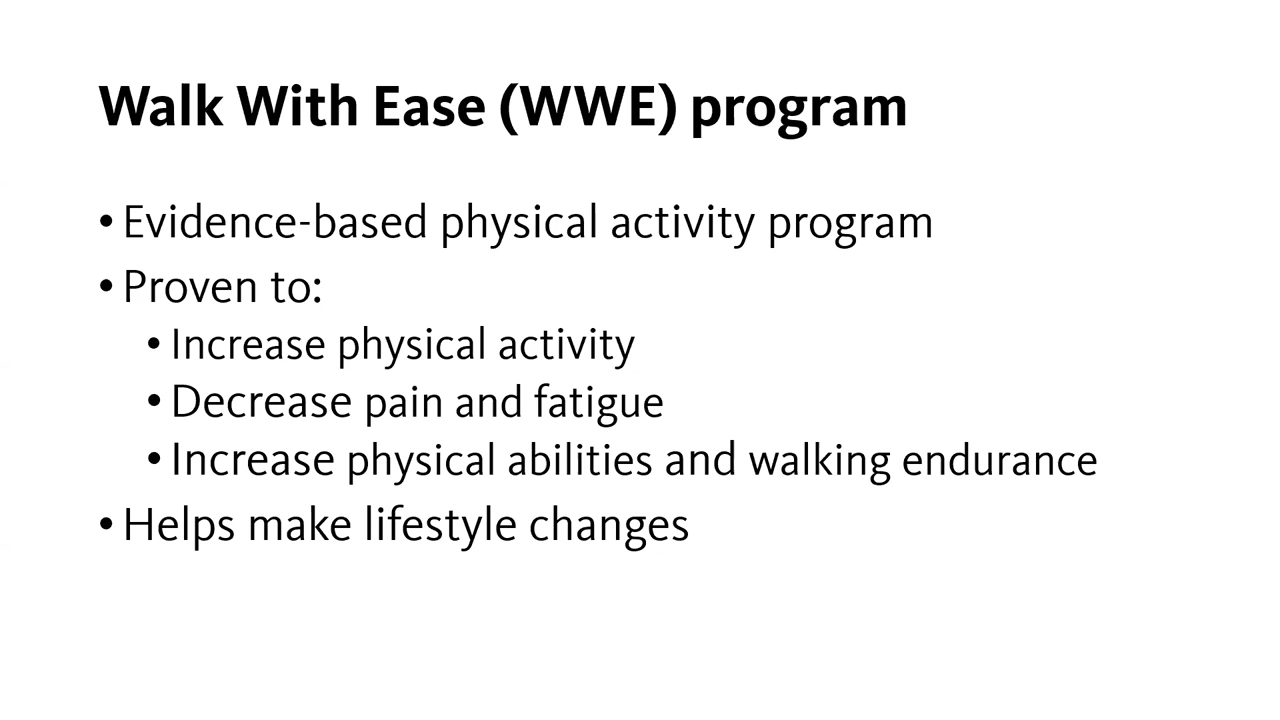 Walk With Ease (WWE) program
• Evidence-based physical activity program
• Proven to:
• Increase physical activity
• Decrease pain and fatigue
• Increase physical abilities and walking endurance
• Helps make lifestyle changes